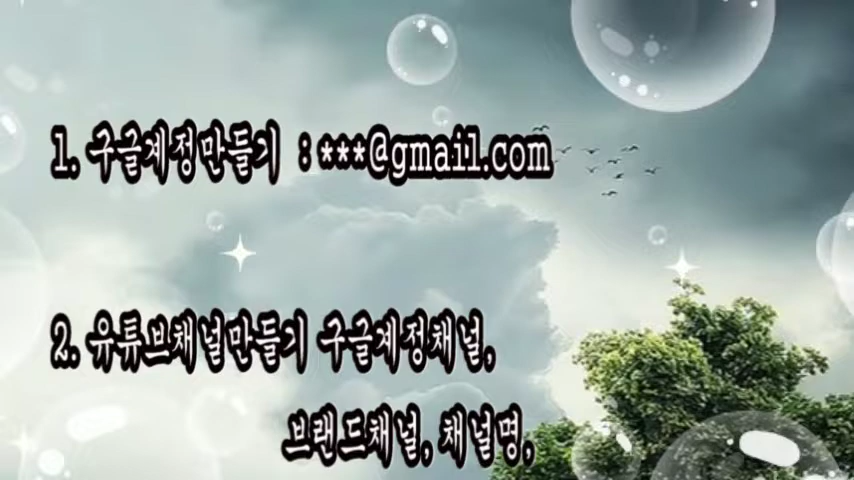 1. 구글계정만들기 : ***@gmail.com
2. 유튜브채널만들기 구글계정채널,
브랜드채널, 채널명,